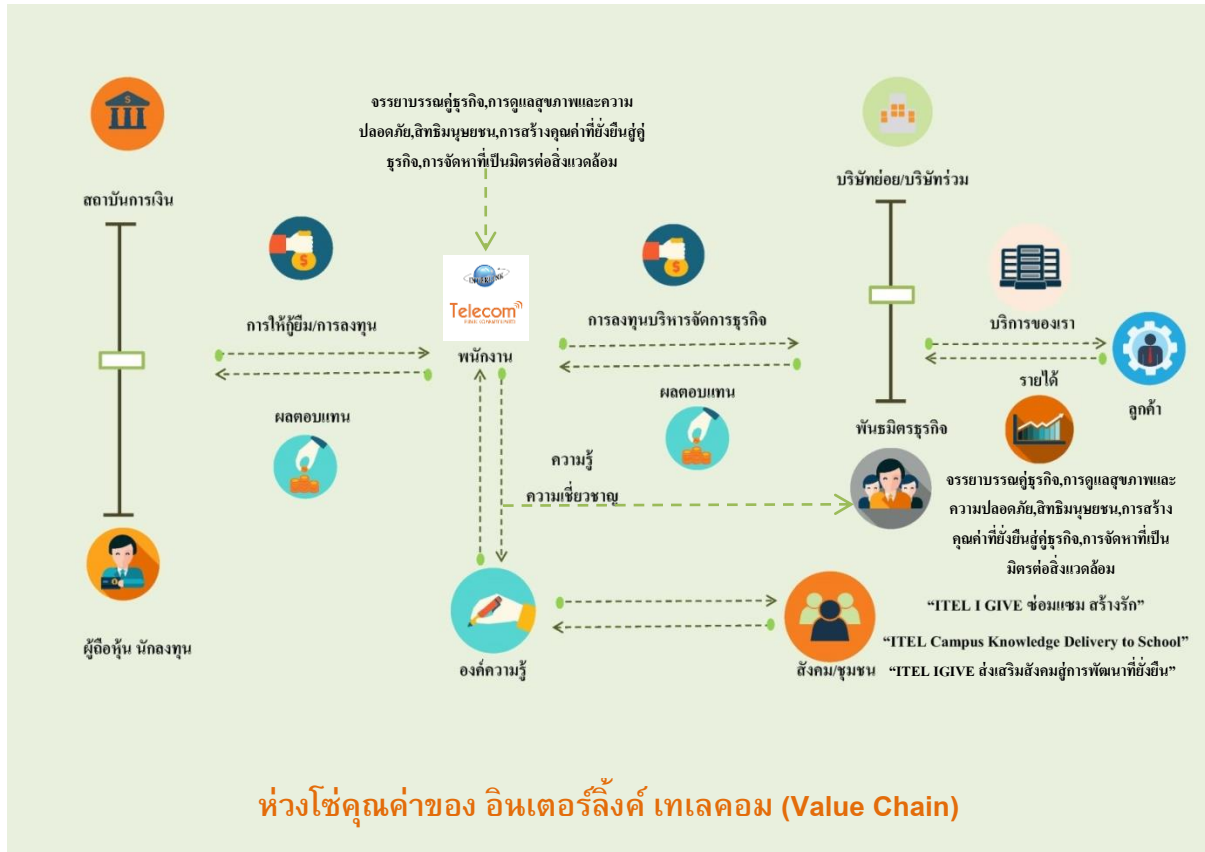 จรรยาบรรณคู่ธุรกิจ,การดูแลสุขภาพและความ
ปลอดภัย,สิทธิมนุษยชน,การสร้างคุณค่าที่ยั่งยืนสู่คู่
ธุรกิจ,การจัดหาที่เป็นมิตรต่อสิ่งแวดล้อม
สถาบันการเงิน
บริษัทย่อย/บริษัทร่วม
Telecom
การให้กู้ยืม/การลงทุน
พนักงาน
การลงทุนบริหารจัดการธุรกิจ
บริการของเรา
รายได้
ลูกค้า
ผลตอบแทน
ผลตอบแทน
พันธมิตรธุรกิจ
ความรู้
ความเชี่ยวชาญ
จรรยาบรรณคู่ธุรกิจ,การดูแลสุขภาพและ
ความปลอดภัย,สิทธิมนุษยชน,การสร้าง
คุณค่าที่ยั่งยืนสู่คู่ธุรกิจ,การจัดหาที่เป็น
มิตรต่อสิ่งแวดล้อม
ผู้ถือหุ้น นักลงทุน
องค์ความรู้
สังคม/ชุมชน
“ITEL I GIVE ซ่อมแซม สร้างรัก”
“ITEL Campus Knowledge Delivery to School”
“ITEL IGIVE ส่งเสริมสังคมสู่การพัฒนาที่ยั่งยืน”
ห่วงโซ่คุณค่าของ อินเตอร์ลิ้งค์ เทเลคอม (Value Chain)